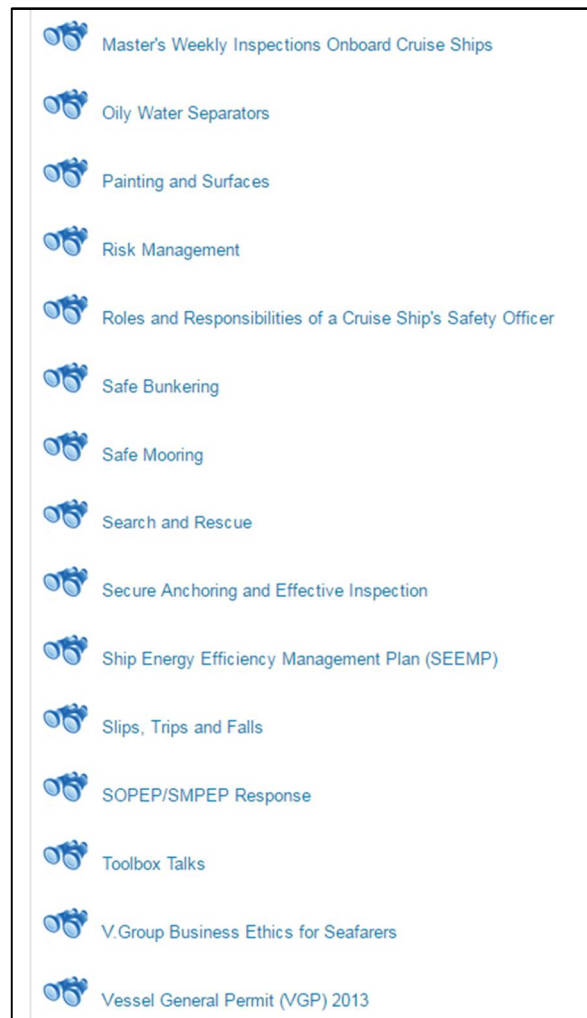 Master's Weekly Inspections Onboard Cruise Ships
Oily Water Separators
Painting and Surfaces
Risk Management
Roles and Responsibilities of a Cruise Ship's Safety Officer
Safe Bunkering
Safe Mooring
Search and Rescue
Secure Anchoring and Effective Inspection
Ship Energy Efficiency Management Plan (SEEMP)
Slips, Trips and Falls
SOPEP/SMPEP Response
Toolbox Talks
V.Group Business Ethics for Seafarers
Vessel General Permit (VGP) 2013